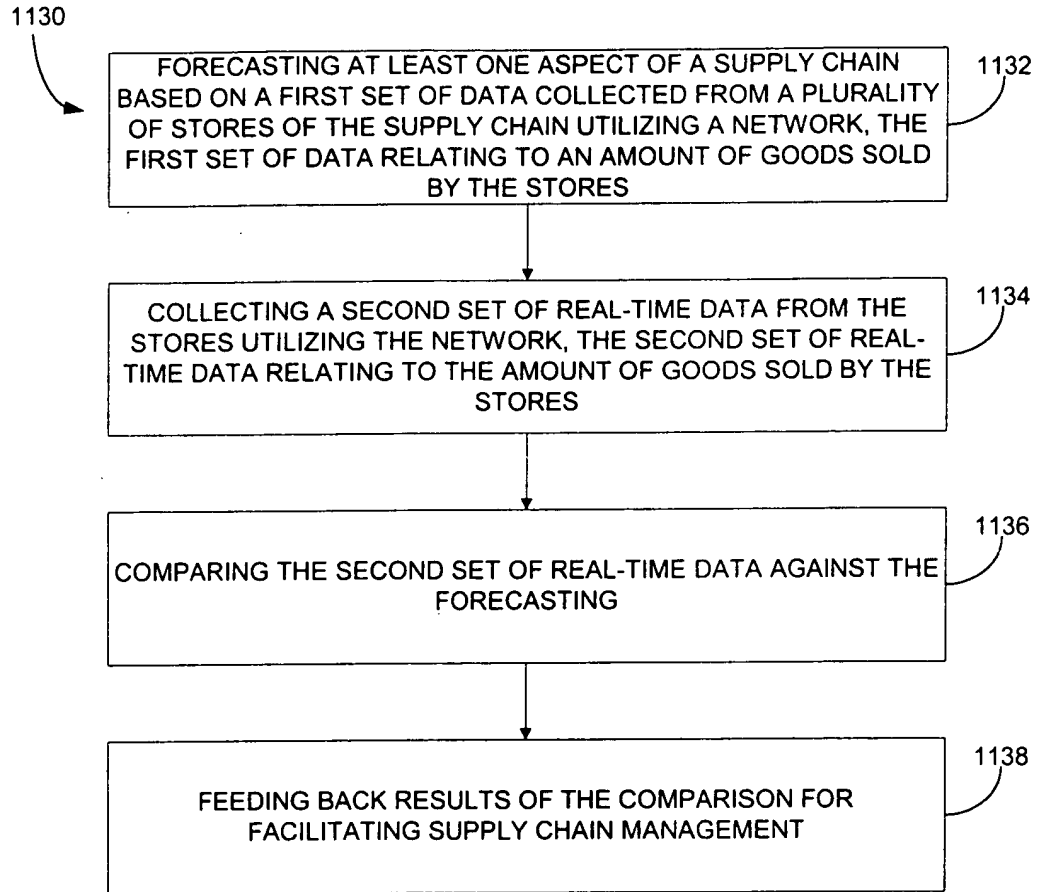 1130
FORECASTING AT LEAST ONE ASPECT OF A SUPPLY CHAIN
BASED ON A FIRST SET OF DATA COLLECTED FROM A PLURALITY
OF STORES OF THE SUPPLY CHAIN UTILIZING A NETWORK, THE
FIRST SET OF DATA RELATING TO AN AMOUNT OF GOODS SOLD
BY THE STORES
1132
COLLECTING A SECOND SET OF REAL-TIME DATA FROM THE
STORES UTILIZING THE NETWORK, THE SECOND SET OF REAL-
TIME DATA RELATING TO THE AMOUNT OF GOODS SOLD BY THE
STORES
1134
COMPARING THE SECOND SET OF REAL-TIME DATA AGAINST THE
FORECASTING
1136
FEEDING BACK RESULTS OF THE COMPARISON FOR
FACILITATING SUPPLY CHAIN MANAGEMENT
1138